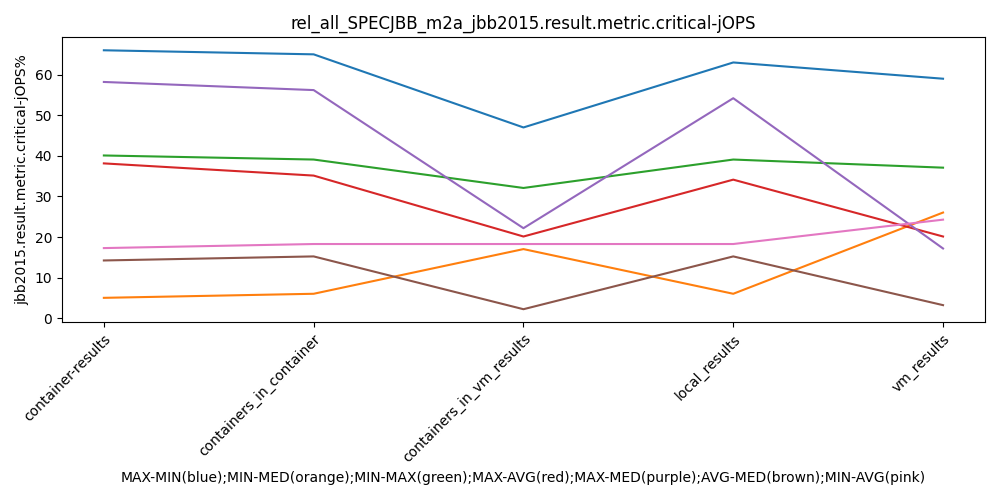 rel_all_SPECJBB_m2a_jbb2015.result.metric.critical-jOPS
jbb2015.result.metric.critical-jOPS%
60
50
40
30
20
10
0
container-results
containers_in_container
containers_in_vm_results
local_results
vm_results
MAX-MIN(blue);MIN-MED(orange);MIN-MAX(green);MAX-AVG(red);MAX-MED(purple);AVG-MED(brown);MIN-AVG(pink)